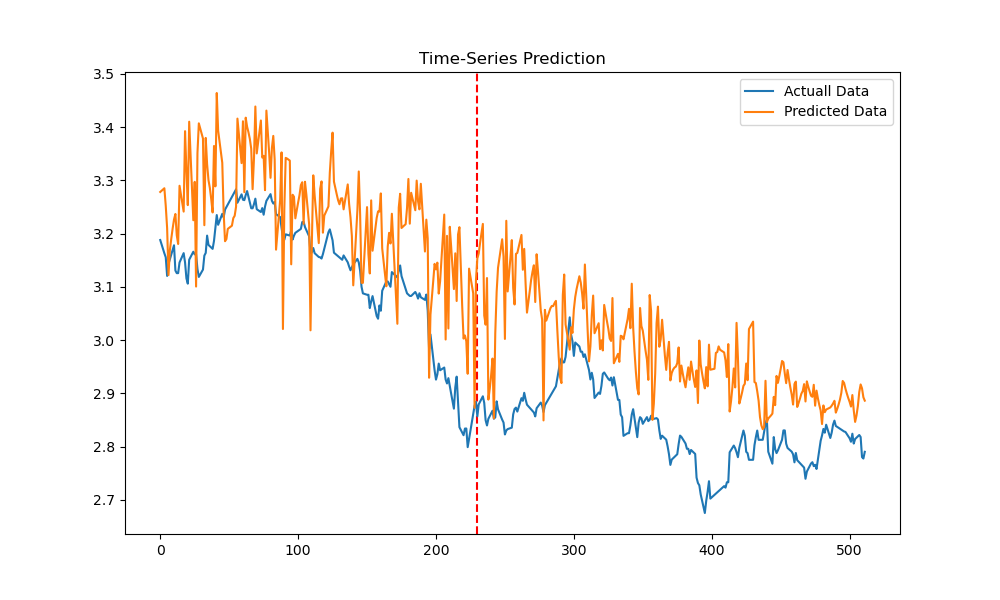 Time-Series Prediction
Actuall Data
Predicted Data
3.5
3.4
3.3
3.2
3.1
3.0
2.9
2.8
2.7
0 100 200 300 400 500